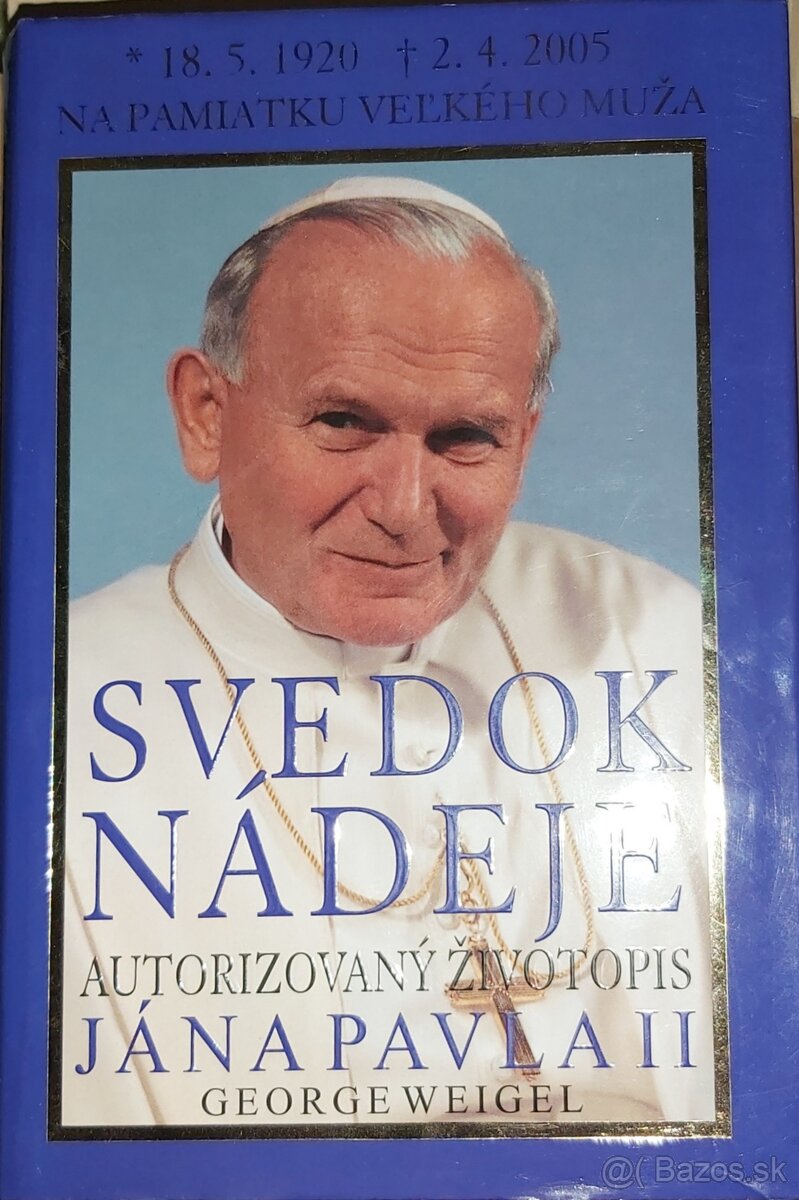 * 18. 5. 1920 † 2. 4. 2005
NA PAMIATKU VEĽKÉHO MUŽA
SVEDOK
NÁDEJE
AUTORIZOVANÝ ŽIVOTOPIS
JÁNA PAVLA II
GEORGE WEIGEL
@( Bazos.sk